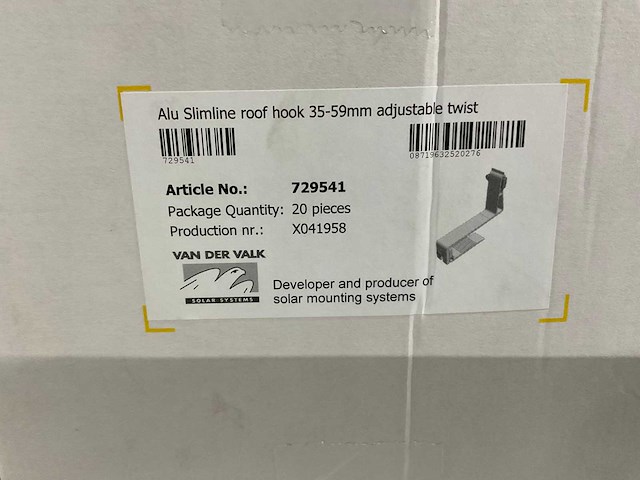 Alu Slimline roof hook 35-59mm adjustable twist
729541
08719632520276
Article No.: 729541
Package Quantity: 20 pieces
Production nr.: X041958
VAN DER VALK
SOLAR SYSTEMS
Developer and producer of
solar mounting systems